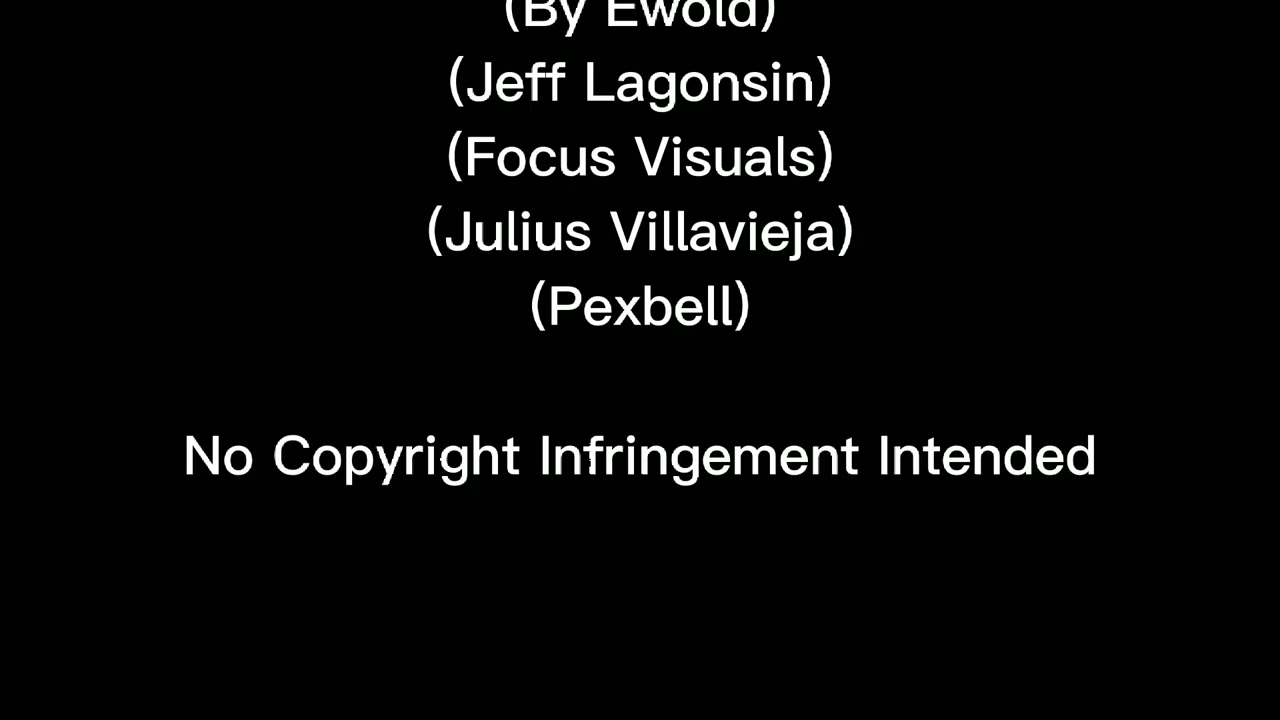 (By Ewold)
(Jeff Lagonsin)
(Focus Visuals)
(Julius Villavieja)
(Pexbell)
No Copyright Infringement Intended